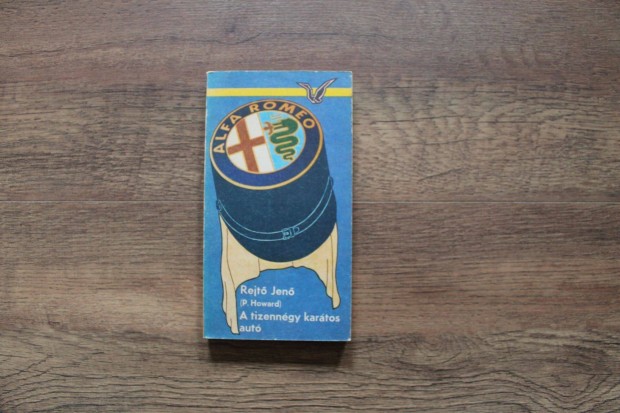 ALFA ROMEO
Rejtő Jenő
(P. Howard)
A tizennégy karátos
autó